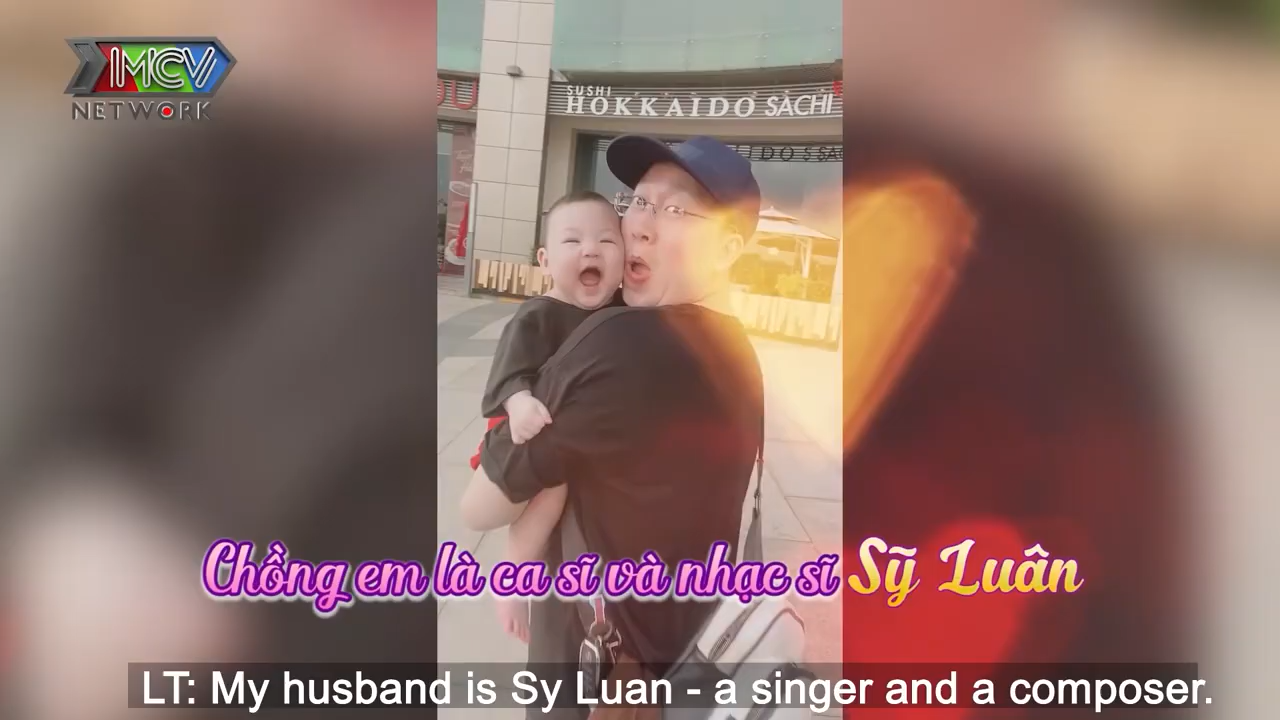 MCV
NETWORK
SUSHI
HOKKAIDO SACHI
Chồng em là ca sĩ và nhạc sĩ Sỹ Luân
LT: My husband is Sy Luan - a singer and a composer.